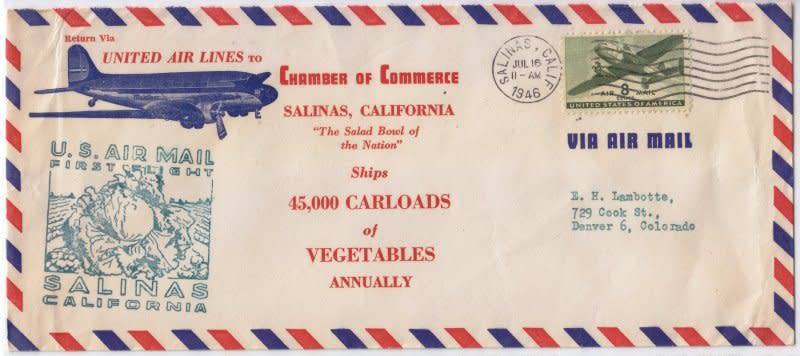 Return Via
UNITED AIR LINES TO
CHAMBER OF COMMERCE
SALINAS, CALIFORNIA
"The Salad Bowl of
the Nation"
Ships
45,000 CARLOADS
of
VEGETABLES
ANNUALLY
U.S. AIR MAIL
FIRST FLIGHT
SALINAS
CALIFORNIA
SALINAS, CALIF.
JUL 16
11-AM
1946
AIR 8 MAIL
CENTS
UNITED STATES OF AMERICA
VIA AIR MAIL
E. H. Lambotte,
729 Cook St.,
Denver 6, Colorado